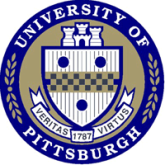 UNIVERSITY OF
PITTSBURGH
VERITAS 1787 VIRTUS